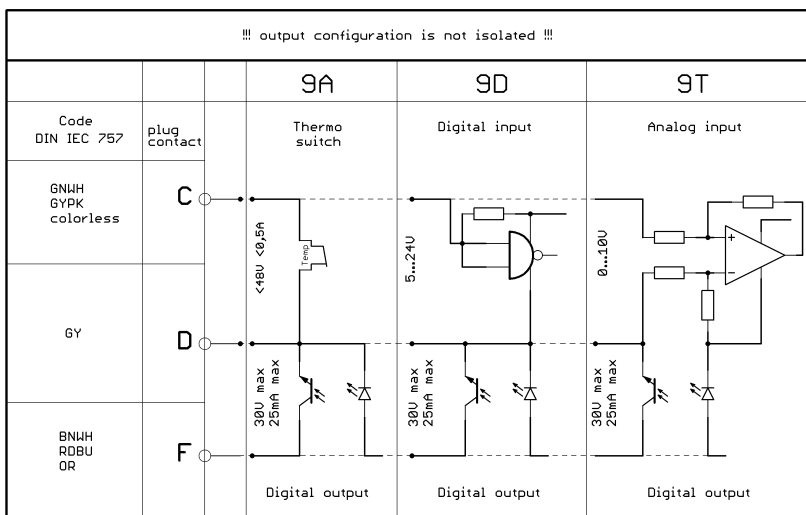 !!! output configuration is not isolated !!!
9A 9D 9T
Code
DIN IEC 757
plug
contact
Thermo
switch
Digital input
Analog input
GNWH
GYPK
colorless
C
<48V <0,5A
Temp
5...24V
0...10V
+
−
GY
D
30V max
25mA max
30V max
25mA max
30V max
25mA max
BNWH
RDBU
OR
F
Digital output
Digital output
Digital output